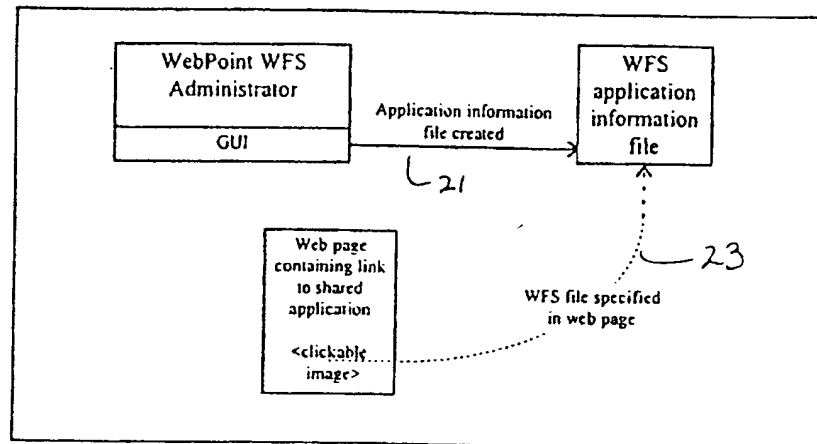 WebPoint WFS
Administrator
GUI
Application information
file created
21
WFS
application
information
file
Web page
containing link
to shared
application
<clickable
image>
23
WFS file specified
in web page